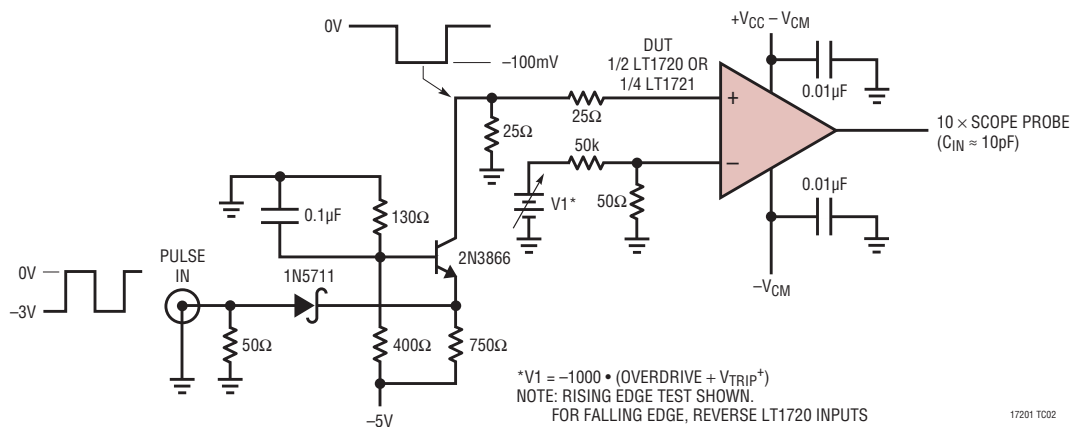 0V
–100mV
+VCC – VCM
DUT
1/2 LT1720 OR
1/4 LT1721
0.01µF
25Ω
+
25Ω
10 × SCOPE PROBE
(CIN ≈ 10pF)
50k
–
V1*
50Ω
0.01µF
0.1µF
130Ω
2N3866
–VCM
PULSE
IN
0V
–3V
1N5711
50Ω
400Ω
750Ω
–5V
*V1 = –1000 • (OVERDRIVE + VTRIP+)
NOTE: RISING EDGE TEST SHOWN.
FOR FALLING EDGE, REVERSE LT1720 INPUTS
17201 TC02